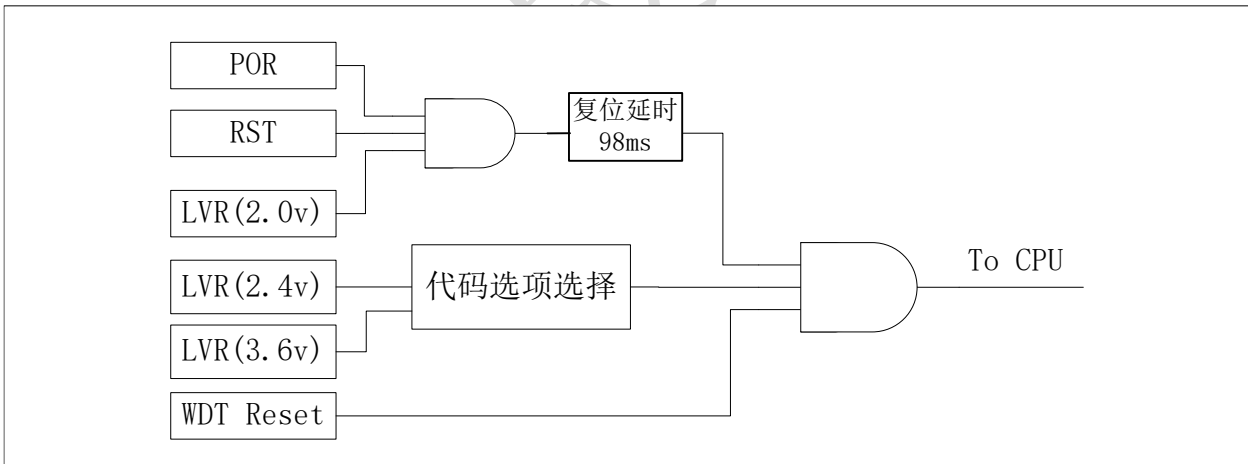 POR
RST
LVR(2.0v)
LVR(2.4v)
LVR(3.6v)
WDT Reset
复位延时
98ms
代码选项选择
To CPU